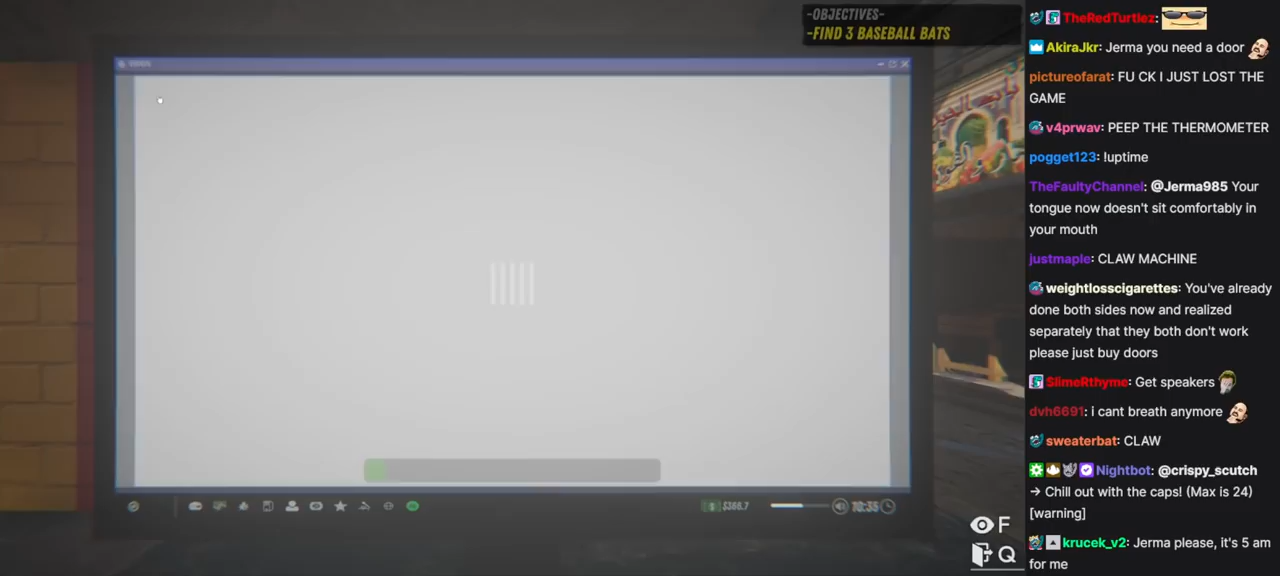 -OBJECTIVES-
-FIND 3 BASEBALL BATS
$366.7
F
Q
TheRedTurtlez:
AkiraJkr: Jerma you need a door
pictureofarat: FU CK I JUST LOST THE
GAME
v4prwav: PEEP THE THERMOMETER
pogget123: !uptime
TheFaultyChannel: @Jerma985 Your
tongue now doesn't sit comfortably in
your mouth
justmaple: CLAW MACHINE
weightlosscigarettes: You've already
done both sides now and realized
separately that they both don't work
please just buy doors
SlimeRthyme: Get speakers
dvh6691: i cant breath anymore
sweaterbat: CLAW
Nightbot: @crispy_scutch
→ Chill out with the caps! (Max is 24)
[warning]
krucek_v2: Jerma please, it's 5 am
for me